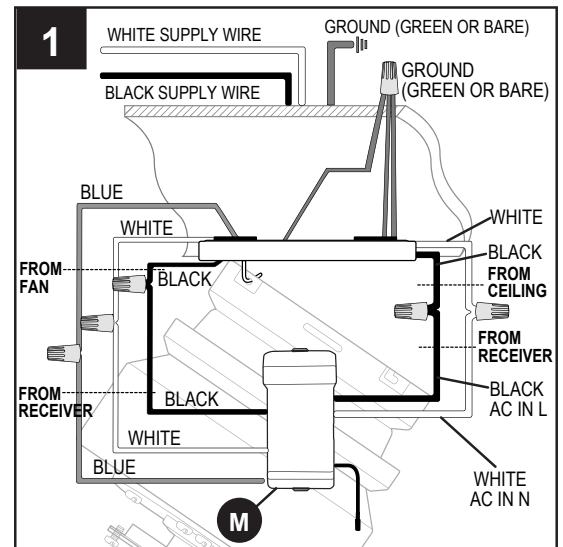 1
WHITE SUPPLY WIRE
GROUND (GREEN OR BARE)
BLACK SUPPLY WIRE
GROUND
(GREEN OR BARE)
BLUE
WHITE
WHITE
BLACK
FROM
FAN
BLACK
FROM
CEILING
FROM
RECEIVER
FROM
RECEIVER
BLACK
BLACK
AC IN L
WHITE
BLUE
WHITE
AC IN N
M